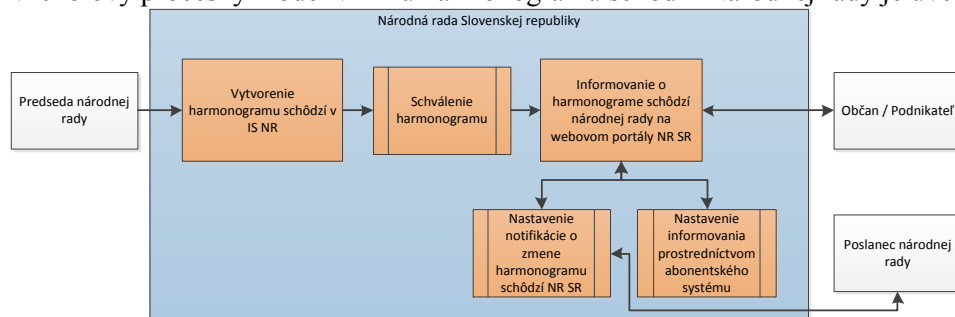 Národná rada Slovenskej republiky
Predseda národnej
rady
Vytvorenie
harmonogramu schôdzí v
IS NR
Schválenie
harmonogramu
Informovanie o
harmonograme schôdzí
národnej rady na
webovom portály NR SR
Občan / Podnikateľ
Nastavenie
notifikácie o
zmene
harmonogramu
schôdzí NR SR
Nastavenie
informovania
prostredníctvom
abonentského
systému
Poslanec národnej
rady